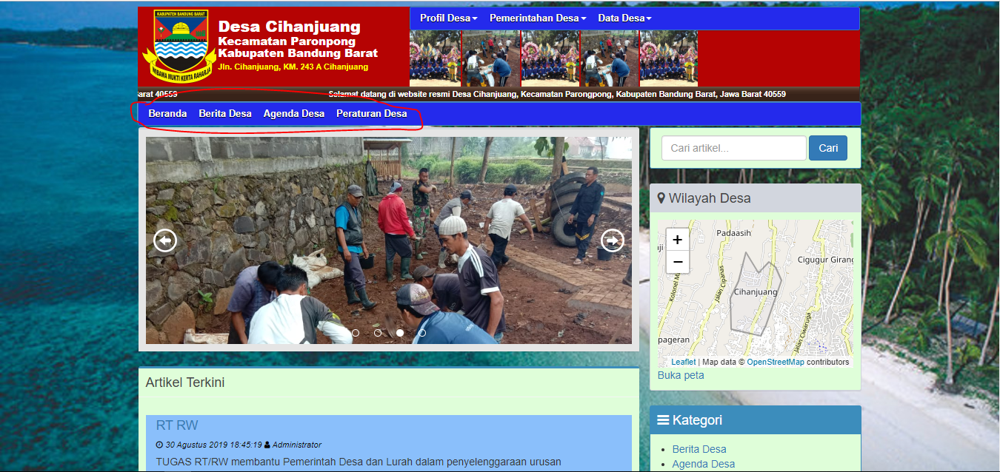 KABUPATEN BANDUNG BARAT
WIBAWA MUKTI KERTA RAHARJA
Desa Cihanjuang
Kecamatan Paronpong
Kabupaten Bandung Barat
Jln. Cihanjuang, KM. 243 A Cihanjuang
Profil Desa Pemerintahan Desa Data Desa
Barat 40559 Selamat datang di website resmi Desa Cihanjuang, Kecamatan Parongpong, Kabupaten Bandung Barat, Jawa Barat 40559
Beranda Berita Desa Agenda Desa Peraturan Desa
Cari artikel... Cari
Wilayah Desa
+
−
Padaasih
Cigugur Girang
Jalan Cipanas
Cihanjuang
Jalan Ciwaruga
pageran
Leaflet | Map data © OpenStreetMap contributors
Buka peta
Artikel Terkini
RT RW
30 Agustus 2019 18:45:19 Administrator
TUGAS RT/RW membantu Pemerintah Desa dan Lurah dalam penyelenggaraan urusan
Kategori
Berita Desa
Agenda Desa